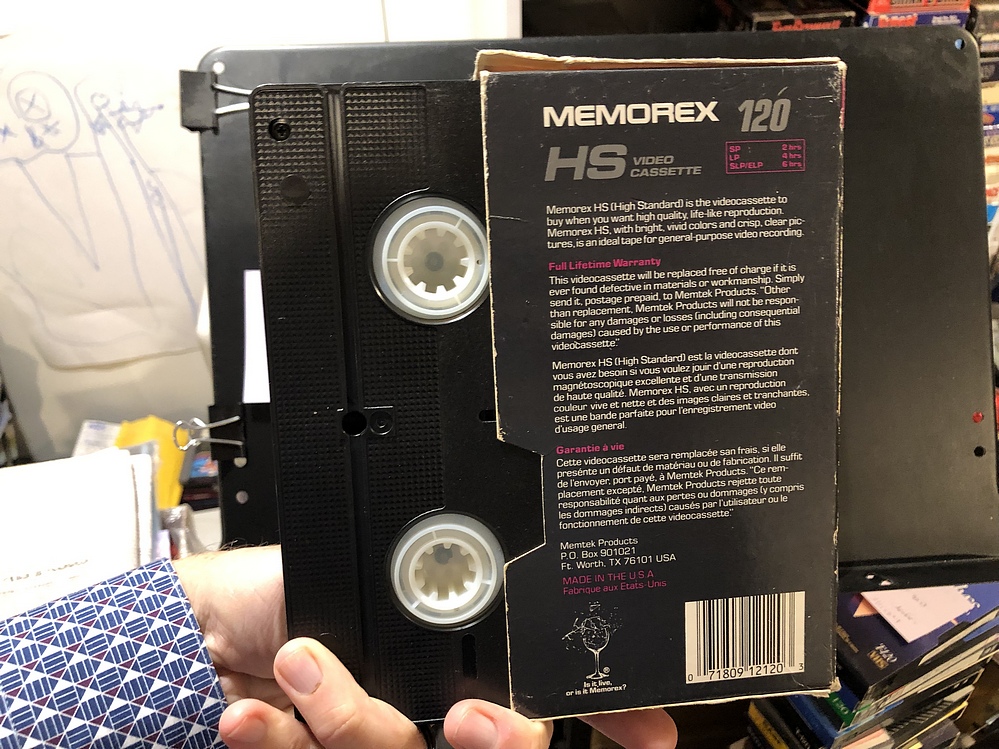 MEMOREX 120
HS VIDEO
CASSETTE
SP 2 hrs
LP 4 hrs
SLP/ELP 6 hrs
Memorex HS (High Standard) is the videocassette to
buy when you want high quality, life-like reproduction.
Memorex HS, with bright, vivid colors and crisp, clear pic-
tures, is an ideal tape for general-purpose video recording.
Full Lifetime Warranty
This videocassette will be replaced free of charge if it is
ever found defective in materials or workmanship. Simply
send it, postage prepaid, to Memtek Products. "Other
than replacement, Memtek Products will not be respon-
sible for any damages or losses (including consequential
damages) caused by the use or performance of this
videocassette."
Memorex HS (High Standard) est la videocassette dont
vous avez besoin si vous voulez jouir d'une reproduction
magnétoscopique excellente et d'une transmission
de haute qualité. Memorex HS, avec un reproduction
couleur vive et nette et des images claires et tranchantes,
est une bande parfaite pour l'enregistrement video
d'usage general.
Garantie à vie
Cette videocassette sera remplacée san frais, si elle
presénte un défaut de matériau ou de fabrication. Il suffit
de l'envoyer, port payé, à Memtek Products. "Ce rem-
placement excepté, Memtek Products rejette toute
responsabilité quant aux pertes ou dommages (y compris
les dommages indirects) causés par l'utilisateur ou le
fonctionnement de cette videocassette."
Memtek Products
P.O. Box 901021
Ft. Worth, TX 76101 USA
MADE IN THE U.S.A
Fabrique aux Etats-Unis
®
Is it live,
or is it Memorex?
0 71809 12120 3